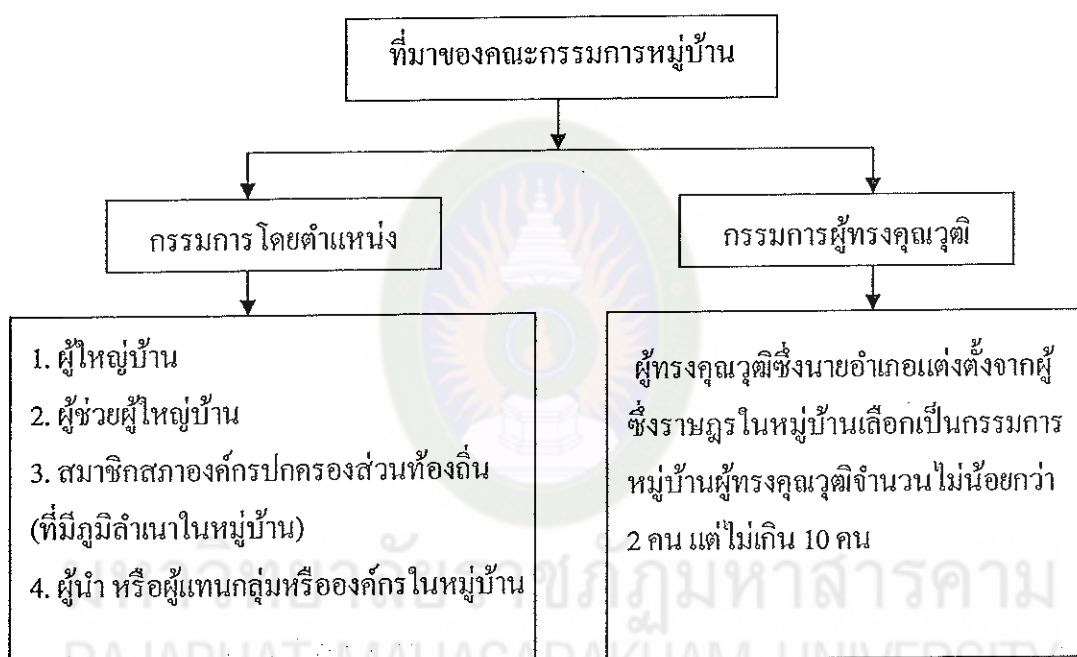 ที่มาของคณะกรรมการหมู่บ้าน
กรรมการโดยตำแหน่ง
กรรมการผู้ทรงคุณวุฒิ
1. ผู้ใหญ่บ้าน
2. ผู้ช่วยผู้ใหญ่บ้าน
3. สมาชิกสภาองค์กรปกครองส่วนท้องถิ่น
(ที่มีภูมิลำเนาในหมู่บ้าน)
4. ผู้นำ หรือผู้แทนกลุ่มหรือองค์กรในหมู่บ้าน
ผู้ทรงคุณวุฒิซึ่งนายอำเภอแต่งตั้งจากผู้
ซึ่งราษฎรในหมู่บ้านเลือกเป็นกรรมการ
หมู่บ้านผู้ทรงคุณวุฒิจำนวนไม่น้อยกว่า
2 คน แต่ไม่เกิน 10 คน
มหาวิทยาลัยราชภัฏมหาสารคาม
RAJABHAT MAHASARAKHAM UNIVERSITY